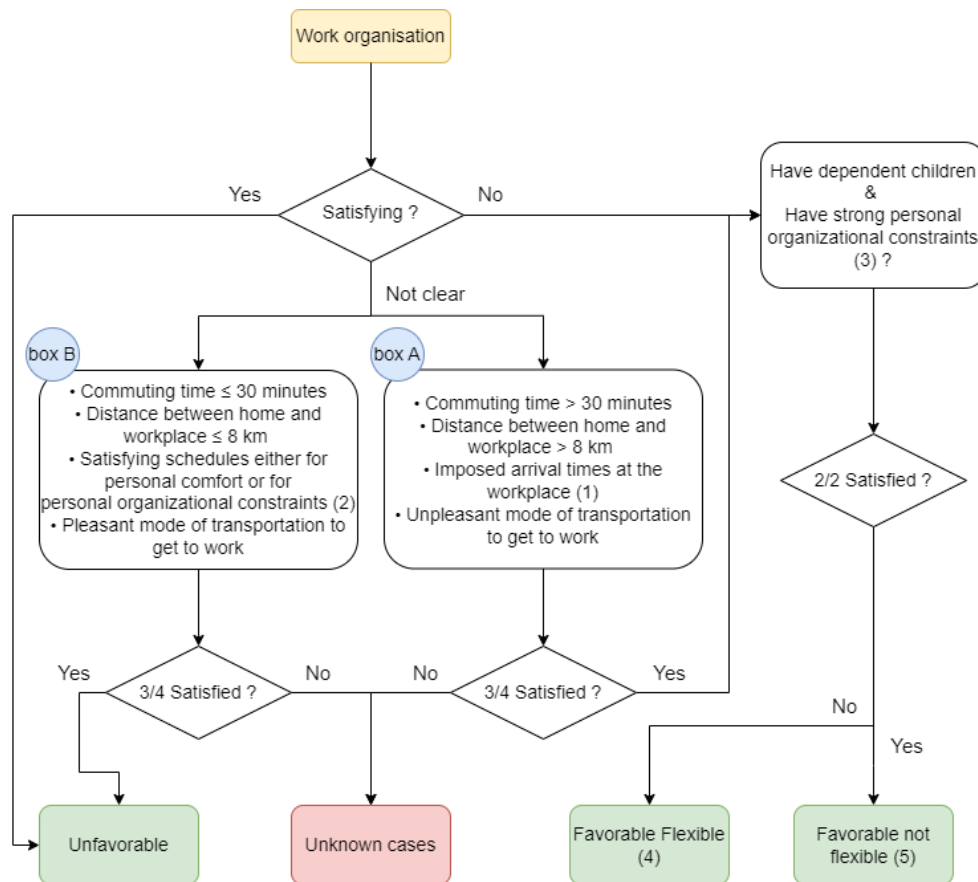 Work organisation
Yes
Satisfying ?
No
Have dependent children
&
Have strong personal
organizational constraints
(3) ?
Not clear
box B
• Commuting time ≤ 30 minutes
• Distance between home and
workplace ≤ 8 km
• Satisfying schedules either for
personal comfort or for
personal organizational constraints (2)
• Pleasant mode of transportation to
get to work
box A
• Commuting time > 30 minutes
• Distance between home and
workplace > 8 km
• Imposed arrival times at the
workplace (1)
• Unpleasant mode of transportation
to get to work
2/2 Satisfied ?
Yes
3/4 Satisfied ?
No
No
3/4 Satisfied ?
Yes
No
Yes
Unfavorable
Unknown cases
Favorable Flexible
(4)
Favorable not
flexible (5)